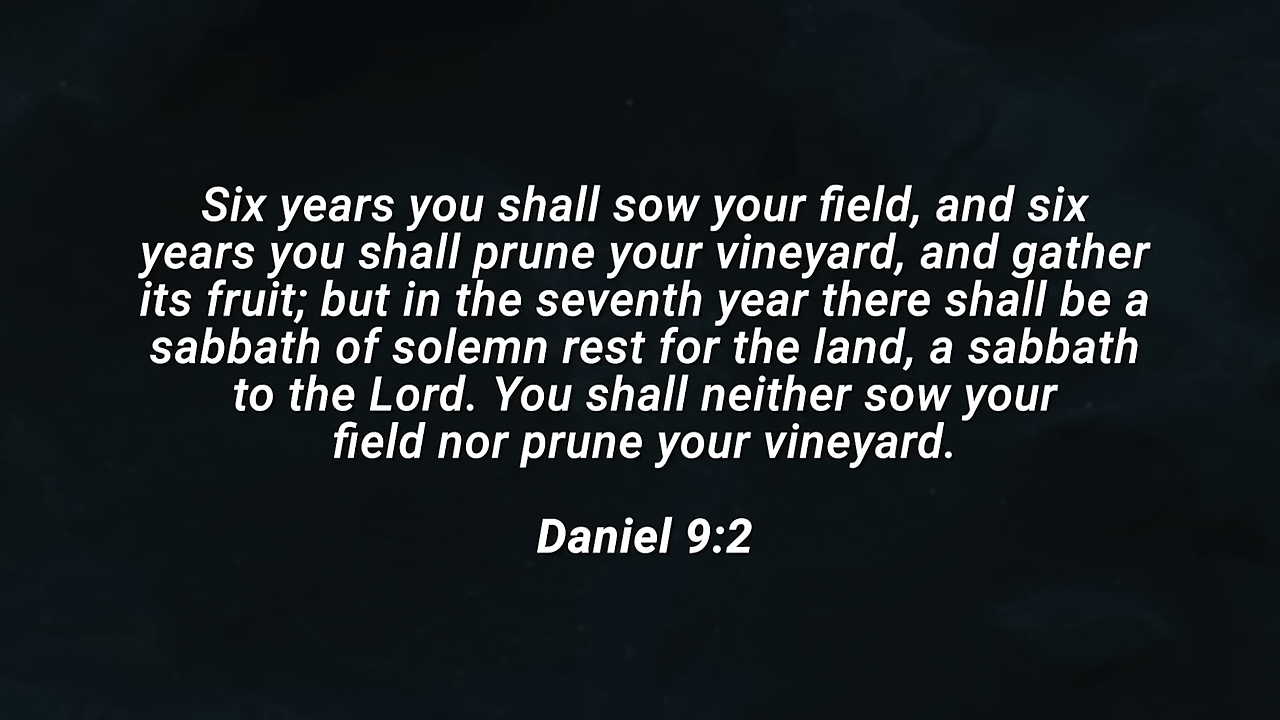 Six years you shall sow your field, and six
years you shall prune your vineyard, and gather
its fruit; but in the seventh year there shall be a
sabbath of solemn rest for the land, a sabbath
to the Lord. You shall neither sow your
field nor prune your vineyard.
Daniel 9:2